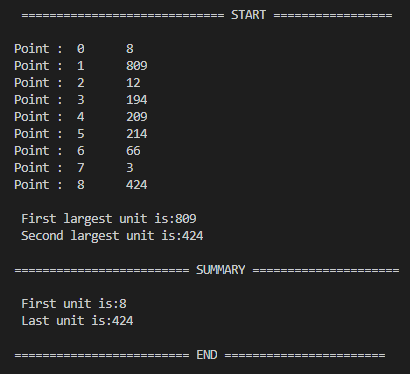 ============================= START =================
Point :  0      8
Point :  1      809
Point :  2      12
Point :  3      194
Point :  4      209
Point :  5      214
Point :  6      66
Point :  7      3
Point :  8      424
First largest unit is:809
Second largest unit is:424
========================= SUMMARY =====================
First unit is:8
Last unit is:424
========================= END =======================